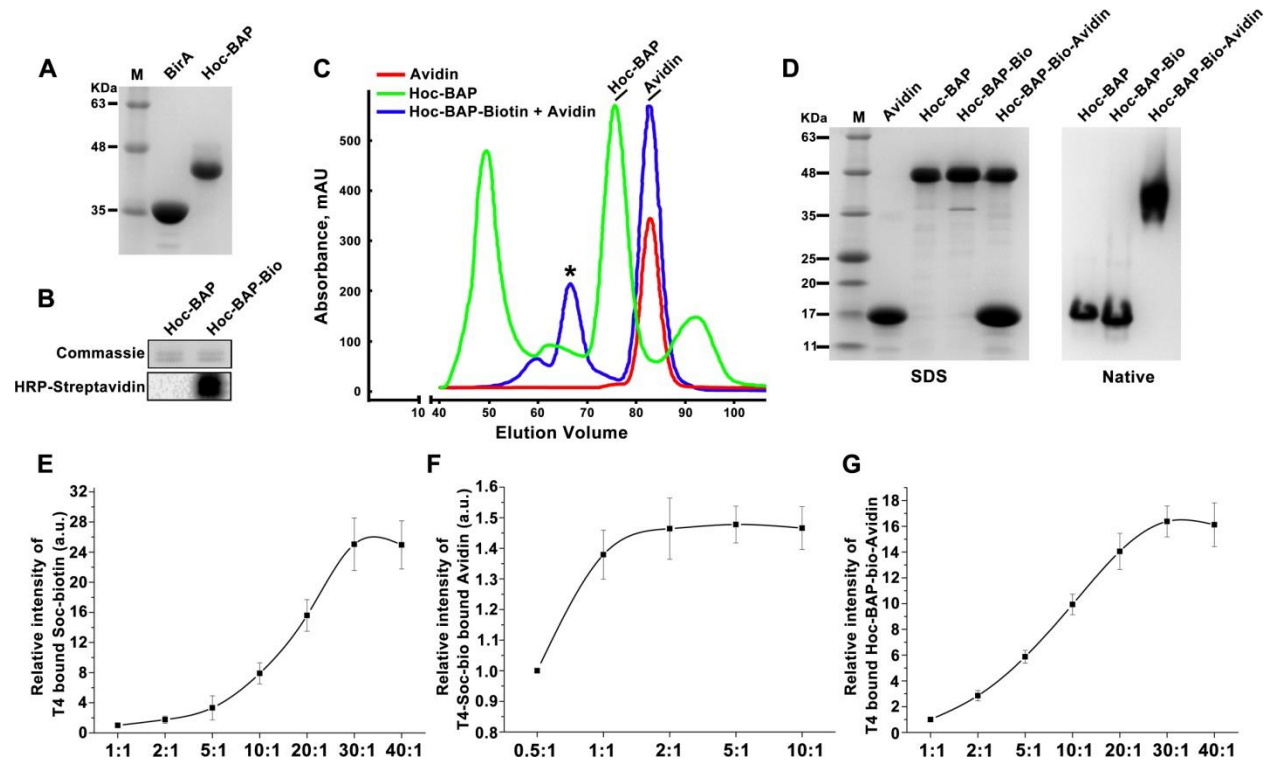 A
M
BirA
Hoc-BAP
KDa
63
48
35
B
Hoc-BAP
Hoc-BAP-Bio
Commassie
HRP-Streptavidin
C
Avidin
Hoc-BAP
Hoc-BAP-Biotin + Avidin
Hoc-BAP
Avidin
*
Absorbance, mAU
500
400
300
200
100
0
10 40 50 60 70 80 90 100
Elution Volume
D
KDa
M
Avidin
Hoc-BAP
Hoc-BAP-Bio
Hoc-BAP-Bio-Avidin
63
48
35
25
20
17
11
SDS
Hoc-BAP
Hoc-BAP-Bio
Hoc-BAP-Bio-Avidin
Native
E
Relative intensity of
T4 bound Soc-biotin (a.u.)
32
28
24
20
16
12
8
4
0
1:1 2:1 5:1 10:1 20:1 30:1 40:1
F
Relative intensity of
T4-Soc-bio bound Avidin (a.u.)
1.6
1.5
1.4
1.3
1.2
1.1
1.0
0.9
0.8
0.5:1 1:1 2:1 5:1 10:1
G
Relative intensity of
T4 bound Hoc-BAP-bio-Avidin
18
16
14
12
10
8
6
4
2
0
1:1 2:1 5:1 10:1 20:1 30:1 40:1